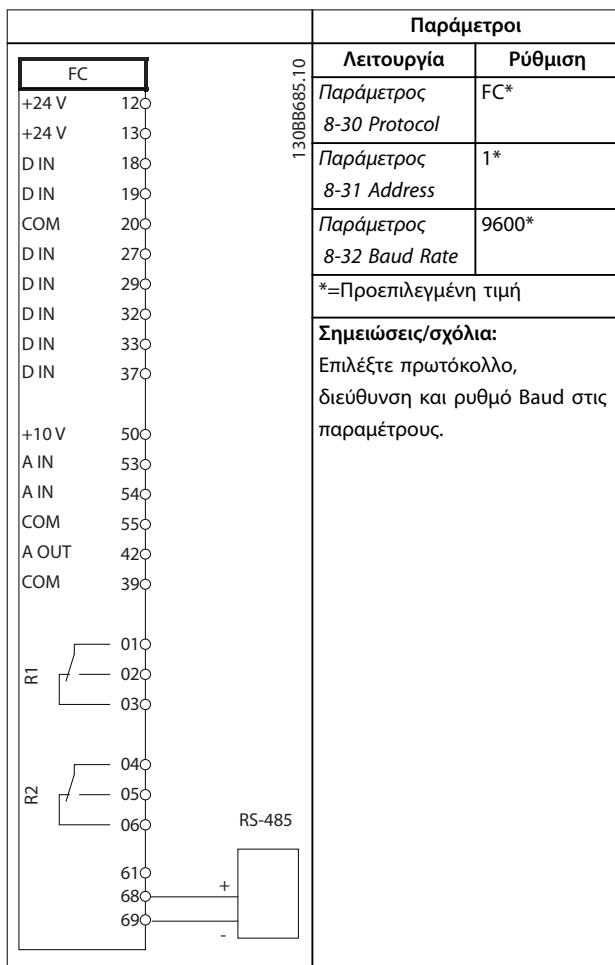 FC
130BB685.10
+24 V 12
+24 V 13
D IN 18
D IN 19
COM 20
D IN 27
D IN 29
D IN 32
D IN 33
D IN 37
+10 V 50
A IN 53
A IN 54
COM 55
A OUT 42
COM 39
R1
01
02
03
R2
04
05
06
RS-485
61
68 +
69 -
Παράμετροι
Λειτουργία Ρύθμιση
Παράμετρος FC*
8-30 Protocol
Παράμετρος 1*
8-31 Address
Παράμετρος 9600*
8-32 Baud Rate
*=Προεπιλεγμένη τιμή
Σημειώσεις/σχόλια:
Επιλέξτε πρωτόκολλο,
διεύθυνση και ρυθμό Baud στις
παραμέτρους.